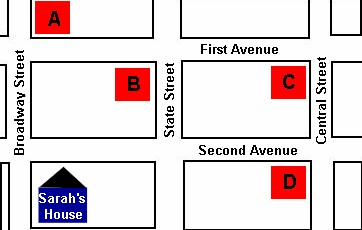 A
First Avenue
Broadway Street
B
State Street
C
Central Street
Second Avenue
Sarah's
House
D